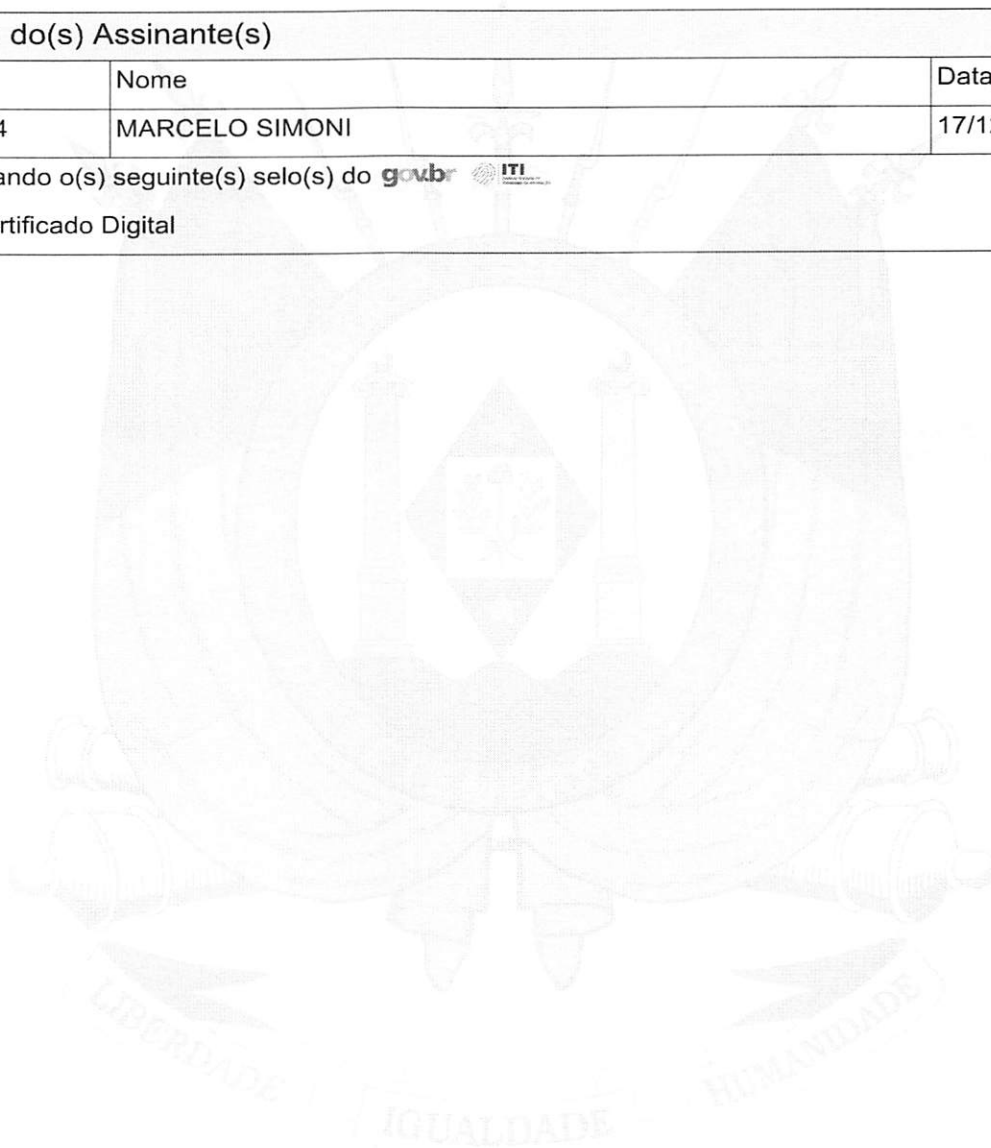 do(s) Assinante(s)
Nome Data
4 MARCELO SIMONI 17/1
ando o(s) seguinte(s) selo(s) do gov.br ITI
rtificado Digital
LIBERDADE IGUALDADE HUMANIDADE